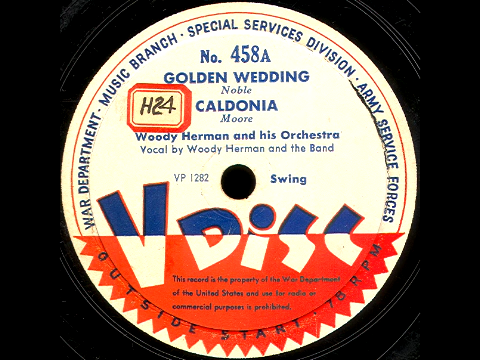 WAR DEPARTMENT · MUSIC BRANCH · SPECIAL SERVICES DIVISION · ARMY SERVICE FORCES
No. 458A
GOLDEN WEDDING
Noble
H24
CALDONIA
Moore
Woody Herman and his Orchestra
Vocal by Woody Herman and the Band
VP 1282
Swing
V DiSC
This record is the property of the War Department
of the United States and use for radio or
commercial purposes is prohibited.
OUTSIDE START 78 RPM